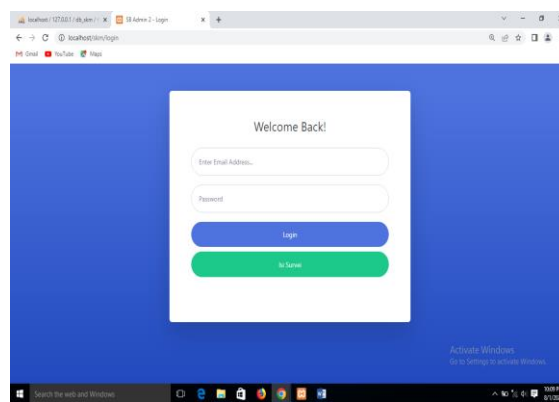 localhost / 127.0.0.1 / db_skm /
SB Admin 2 - Login
localhost/skm/login
Gmail
YouTube
Maps
Welcome Back!
Enter Email Address...
Password
Login
Isi Survei
Activate Windows
Go to Settings to activate Windows.
Search the web and Windows